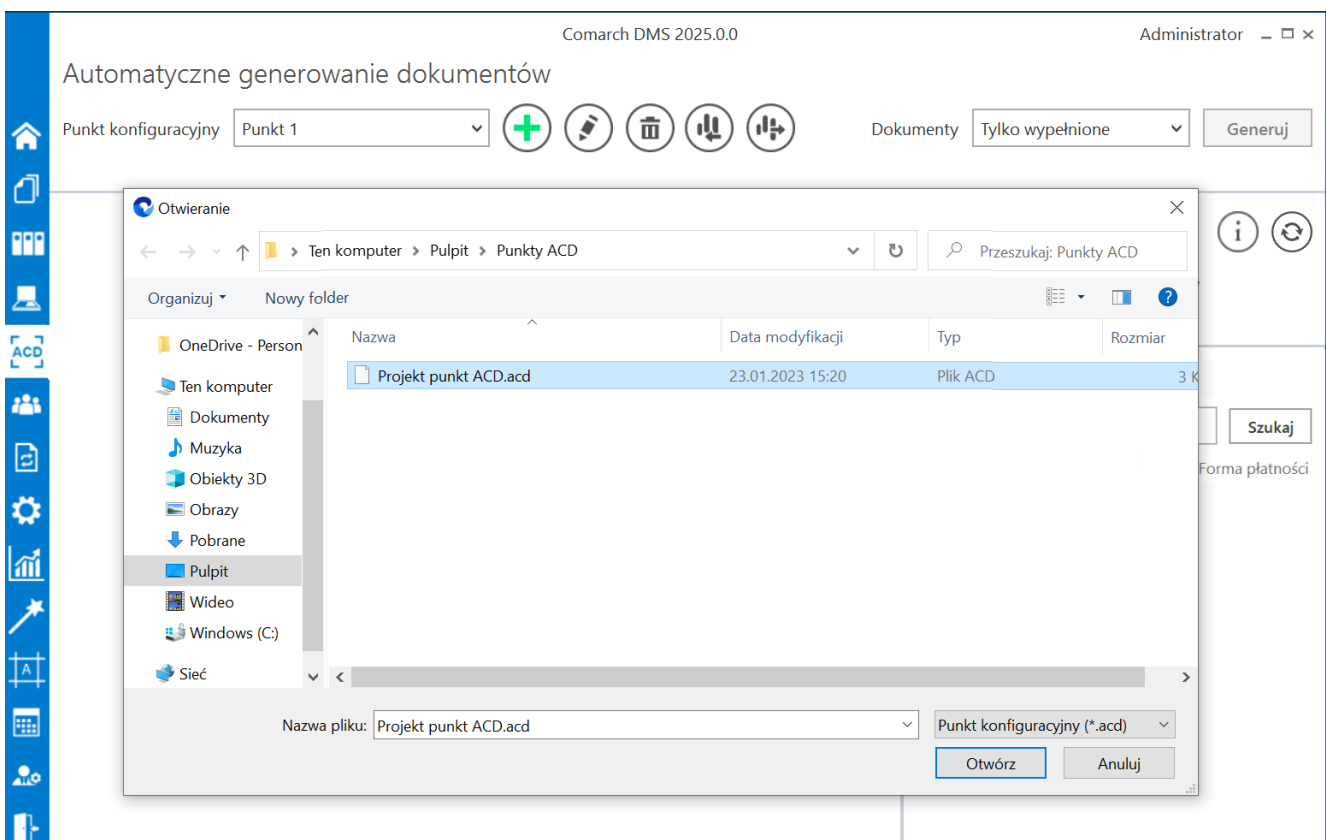 Comarch DMS 2025.0.0
Administrator
Automatyczne generowanie dokumentów
Punkt konfiguracyjny Punkt 1
Dokumenty Tylko wypełnione Generuj
Otwieranie
Ten komputer > Pulpit > Punkty ACD Przeszukaj: Punkty ACD
Organizuj Nowy folder
Nazwa Data modyfikacji Typ Rozmiar
OneDrive - Person
ACD
Projekt punkt ACD.acd 23.01.2023 15:20 Plik ACD 3 K
Ten komputer
Dokumenty
Szukaj
Muzyka
Forma płatności
Obiekty 3D
Obrazy
Pobrane
Pulpit
Wideo
Windows (C:)
A
Sieć
Nazwa pliku: Projekt punkt ACD.acd Punkt konfiguracyjny (*.acd)
Otwórz Anuluj